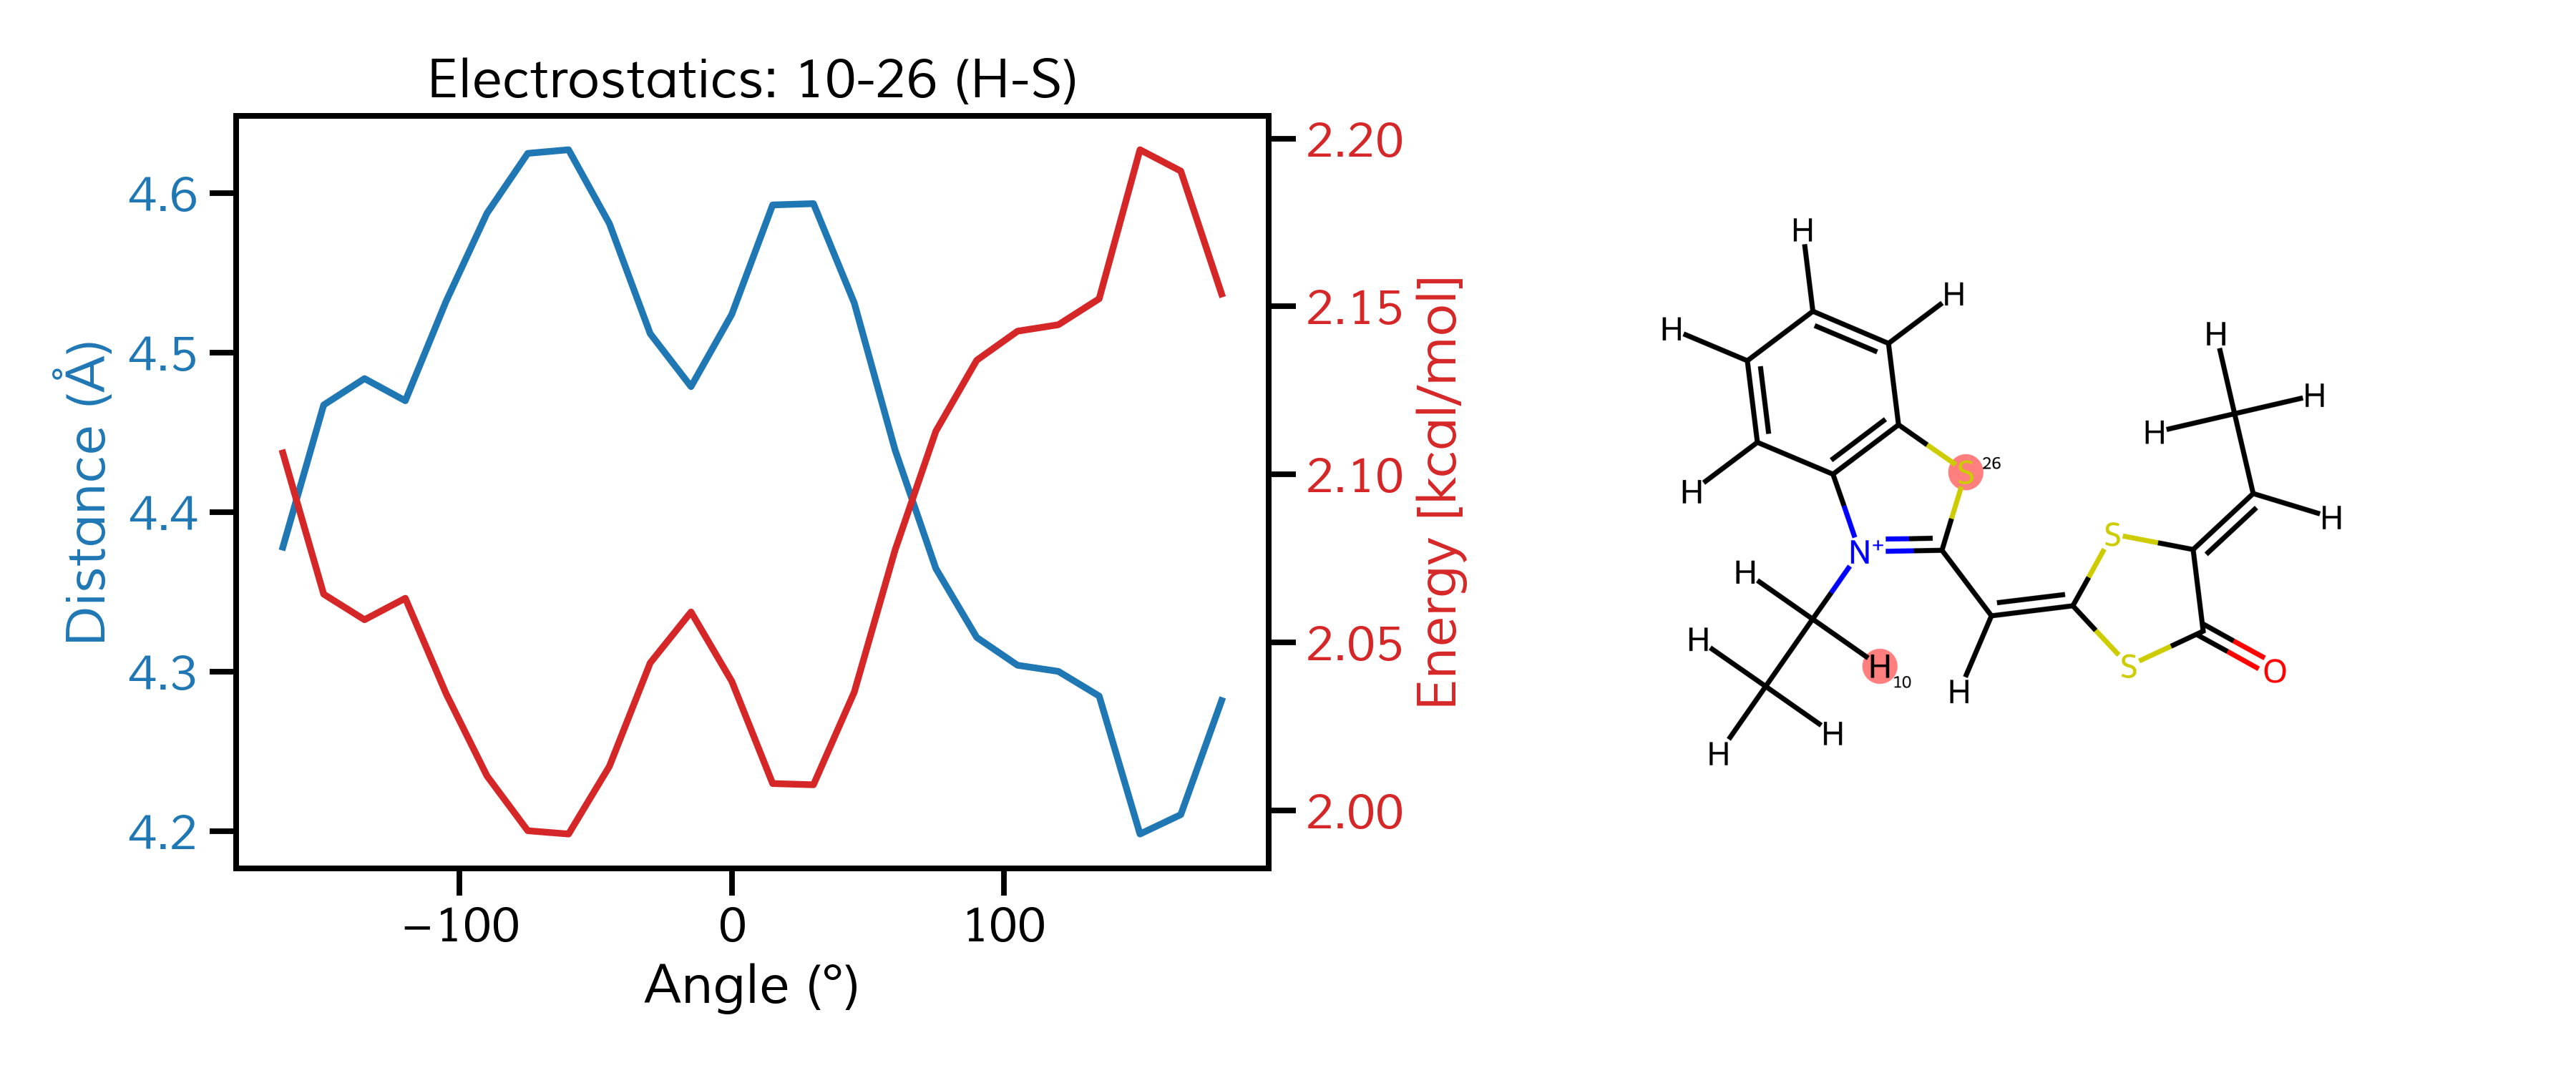 Electrostatics: 10-26 (H-S)
Distance (Å)
4.6
4.5
4.4
4.3
4.2
−100
0
100
Angle (°)
2.20
2.15
2.10
2.05
2.00
Energy [kcal/mol]
H
H
H
H
H
H
H
S 26
H
H
S
N+
H
H
H 10
S
O
H
H
H